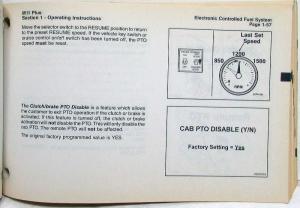 M11 Plus
Section 1 - Operating Instructions
Electronic Controlled Fuel System
Page 1-57
Move the selector switch to the RESUME position to return
to the preset RESUME speed. If the vehicle key switch or
cruise control on/off switch has been turned off, the PTO
speed must be reset.
Last Set
Speed
1200
850
1500
RPM
The Clutch/brake PTO Disable is a feature which allows
the customer to exit PTO operation if the clutch or brake is
activated. If this feature is turned off, the clutch or brake
activation will not disable the PTO. This will only disable the
cab PTO. The remote PTO will not be affected.
The original factory programmed value is YES.
CAB PTO DISABLE (Y/N)
Factory Setting = Yes